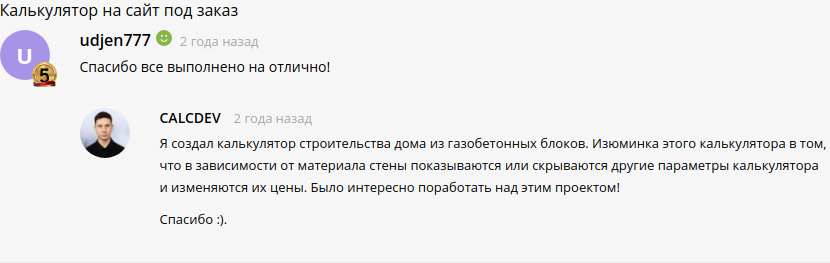 Калькулятор на сайт под заказ
udjen777 2 года назад
U
5
Спасибо все выполнено на отлично!
CALCDEV 2 года назад
Я создал калькулятор строительства дома из газобетонных блоков. Изюминка этого калькулятора в том,
что в зависимости от материала стены показываются или скрываются другие параметры калькулятора
и изменяются их цены. Было интересно поработать над этим проектом!
Спасибо :).